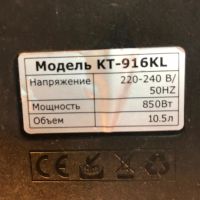 Модель KT-916KL
Напряжение 220-240 В/
50HZ
Мощность 850Вт
Объем 10.5л